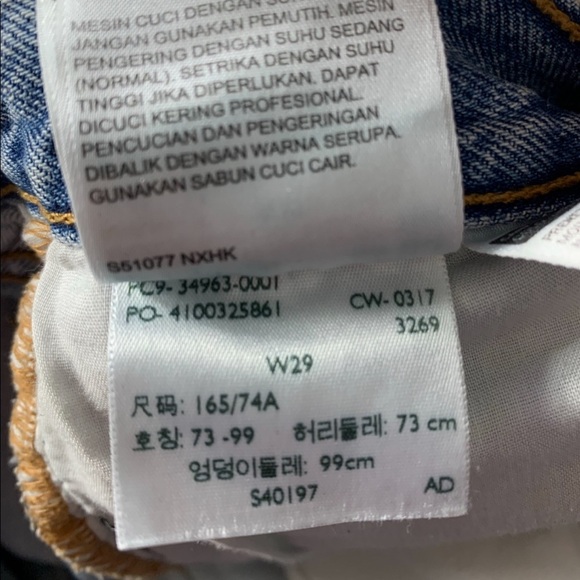 MESIN CUCI DENGAN
JANGAN GUNAKAN PEMUTIH. MESIN
PENGERING DENGAN SUHU SEDANG
(NORMAL). SETRIKA DENGAN SUHU
TINGGI JIKA DIPERLUKAN. DAPAT
DICUCI KERING PROFESIONAL.
PENCUCIAN DAN PENGERINGAN
DIBALIK DENGAN WARNA SERUPA.
GUNAKAN SABUN CUCI CAIR.
S51077 NXHK
PC9- 34963-0001
PO- 4100325861 CW- 0317
3269
W29
尺码: 165/74A
호칭: 73 -99 허리둘레: 73 cm
엉덩이둘레: 99cm
S40197 AD